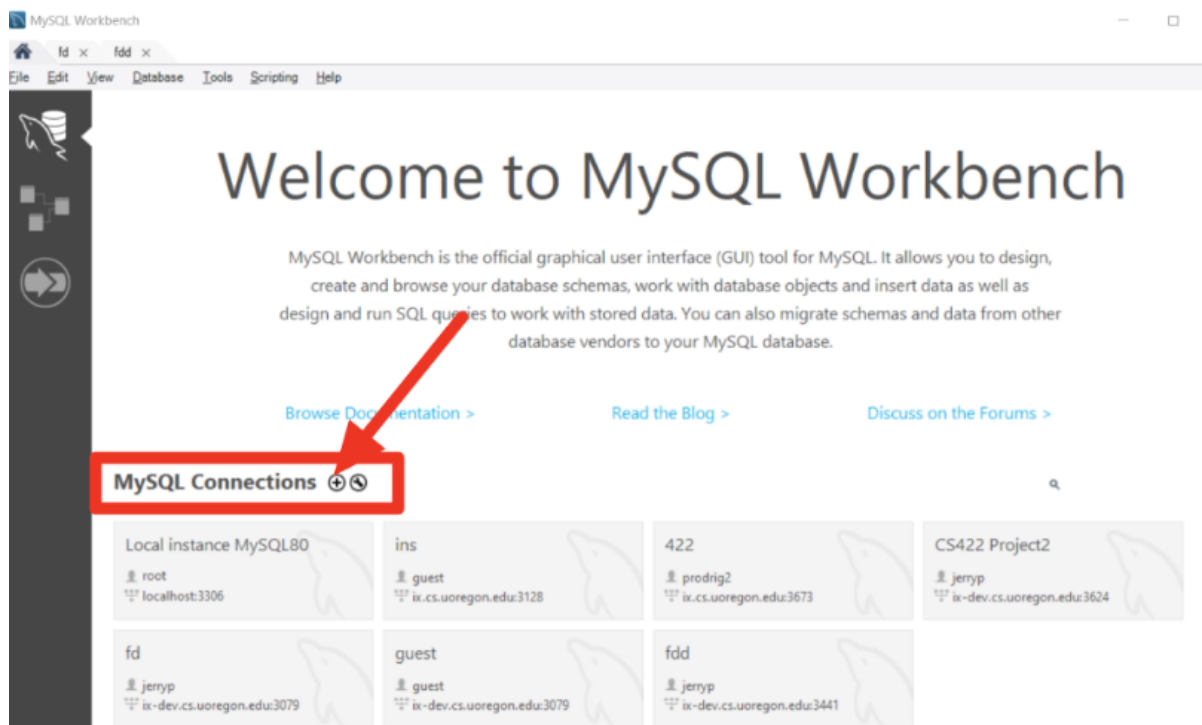 MySQL Workbench
fd × fdd ×
File Edit View Database Tools Scripting Help
Welcome to MySQL Workbench
MySQL Workbench is the official graphical user interface (GUI) tool for MySQL. It allows you to design,
create and browse your database schemas, work with database objects and insert data as well as
design and run SQL queries to work with stored data. You can also migrate schemas and data from other
database vendors to your MySQL database.
Browse Documentation > Read the Blog > Discuss on the Forums >
MySQL Connections
Local instance MySQL80
root
localhost:3306
ins
guest
ix.cs.uoregon.edu:3128
422
prodrig2
ix.cs.uoregon.edu:3673
CS422 Project2
jerryp
ix-dev.cs.uoregon.edu:3624
fd
jerryp
ix-dev.cs.uoregon.edu:3079
guest
guest
ix-dev.cs.uoregon.edu:3079
fdd
jerryp
ix-dev.cs.uoregon.edu:3441